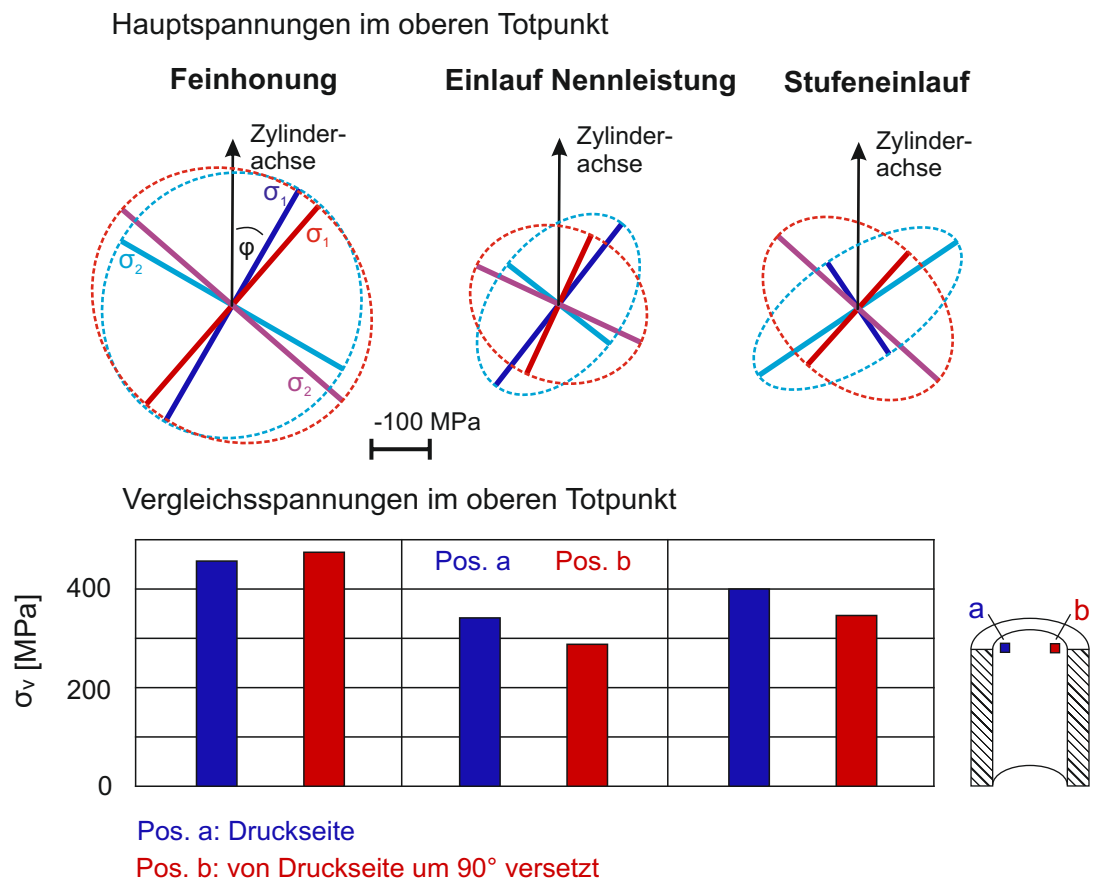 Hauptspannungen im oberen Totpunkt
Feinhonung
Einlauf Nennleistung
Stufeneinlauf
Zylinder-
achse
σ1
φ
σ1
σ2
σ2
Zylinder-
achse
Zylinder-
achse
-100 MPa
Vergleichsspannungen im oberen Totpunkt
σv [MPa]
400
200
0
Pos. a
Pos. b
a
b
Pos. a: Druckseite
Pos. b: von Druckseite um 90° versetzt